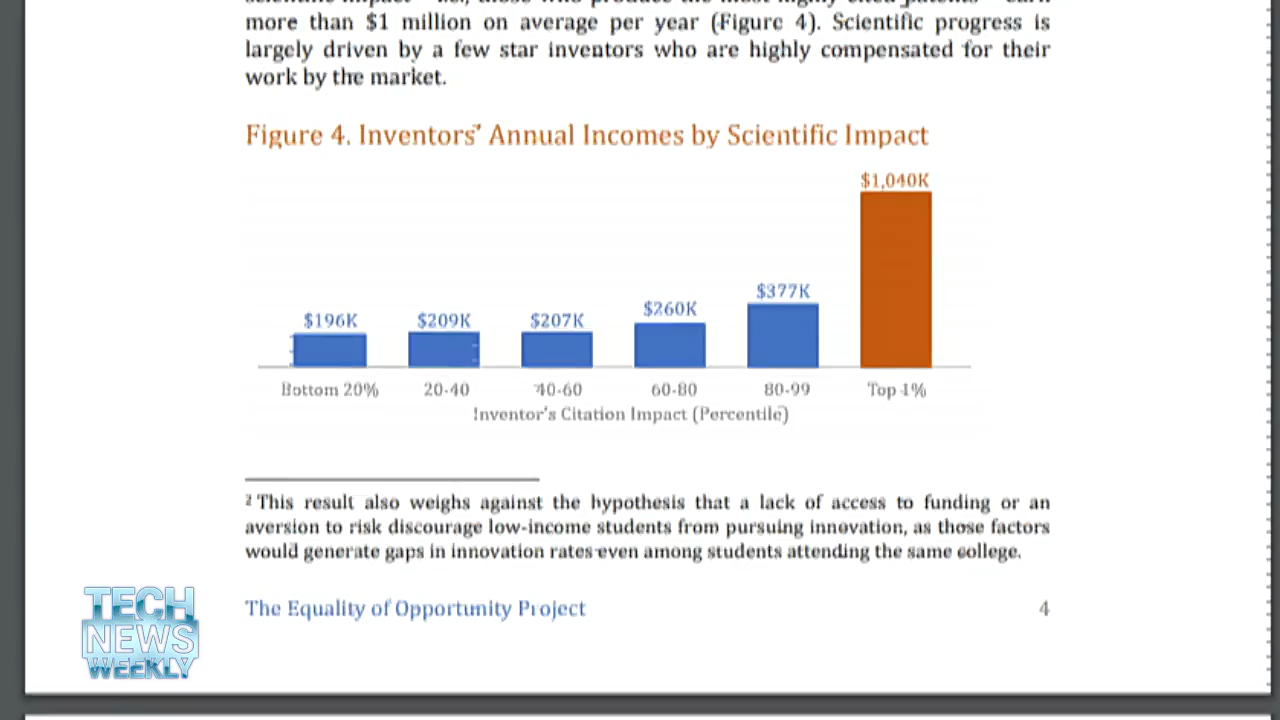 more than $1 million on average per year (Figure 4). Scientific progress is
largely driven by a few star inventors who are highly compensated for their
work by the market.
Figure 4. Inventors' Annual Incomes by Scientific Impact
$1,040K
$377K
$260K
$196K $209K $207K
Bottom 20% 20-40 40-60 60-80 80-99 Top 1%
Inventor's Citation Impact (Percentile)
² This result also weighs against the hypothesis that a lack of access to funding or an
aversion to risk discourage low-income students from pursuing innovation, as those factors
would generate gaps in innovation rates even among students attending the same college.
The Equality of Opportunity Project 4
TECH
NEWS
WEEKLY